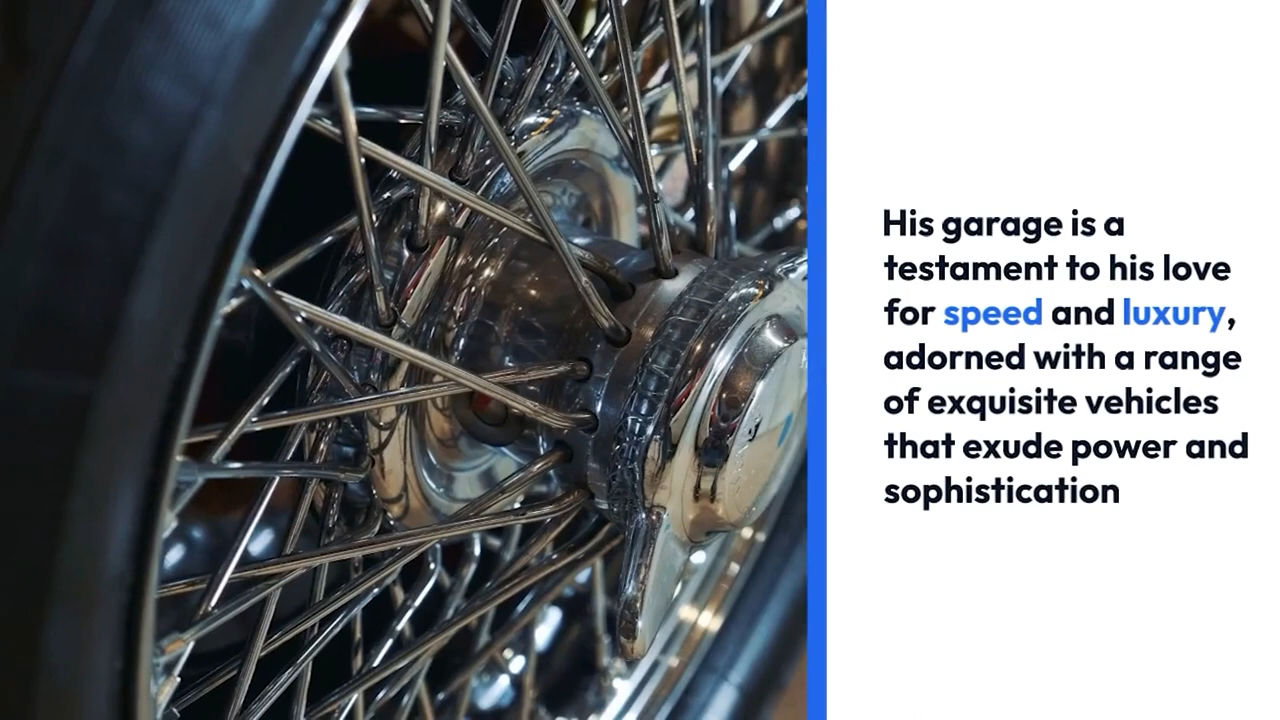 His garage is a
testament to his love
for speed and luxury,
adorned with a range
of exquisite vehicles
that exude power and
sophistication